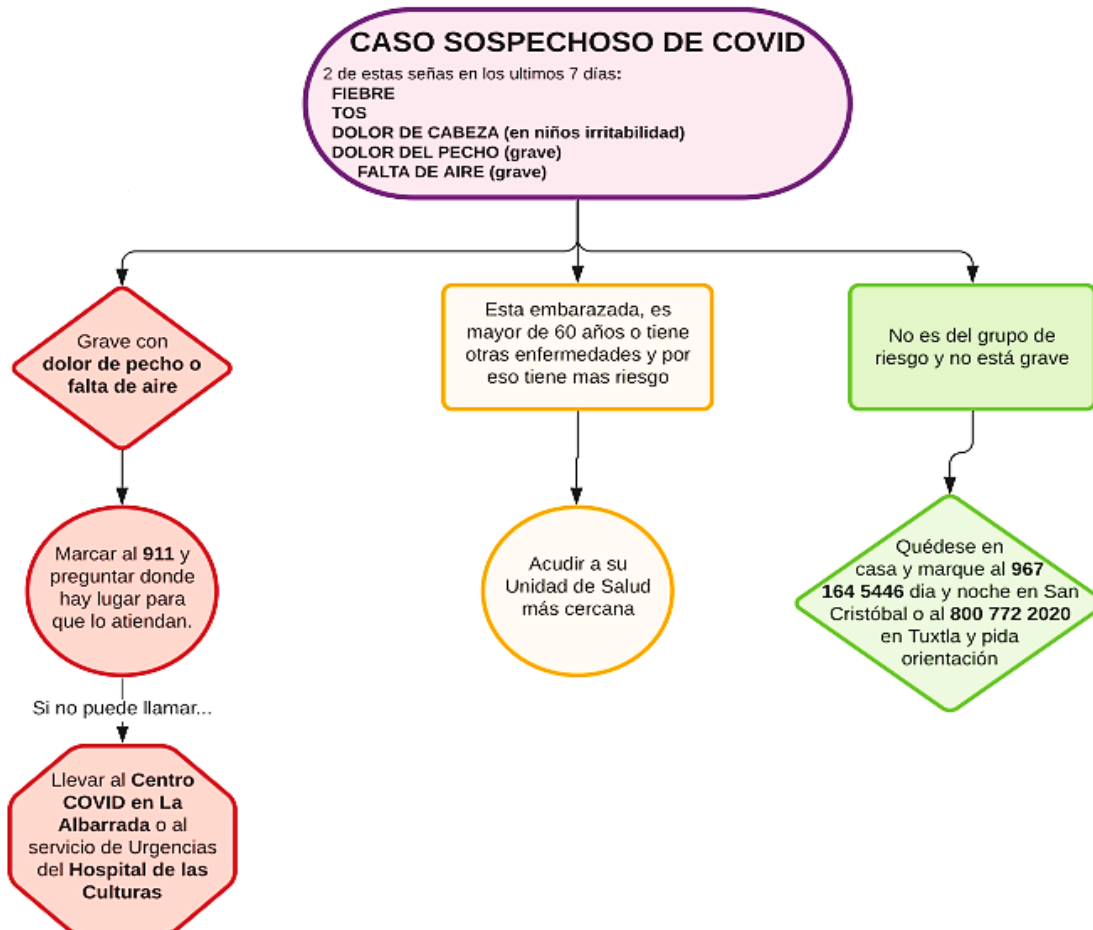 CASO SOSPECHOSO DE COVID
2 de estas señas en los ultimos 7 días:
FIEBRE
TOS
DOLOR DE CABEZA (en niños irritabilidad)
DOLOR DEL PECHO (grave)
FALTA DE AIRE (grave)
Grave con
dolor de pecho o
falta de aire
Marcar al 911 y
preguntar donde
hay lugar para
que lo atiendan.
Si no puede llamar...
Llevar al Centro
COVID en La
Albarrada o al
servicio de Urgencias
del Hospital de las
Culturas
Esta embarazada, es
mayor de 60 años o tiene
otras enfermedades y por
eso tiene mas riesgo
Acudir a su
Unidad de Salud
más cercana
No es del grupo de
riesgo y no está grave
Quédese en
casa y marque al 967
164 5446 dia y noche en San
Cristóbal o al 800 772 2020
en Tuxtla y pida
orientación